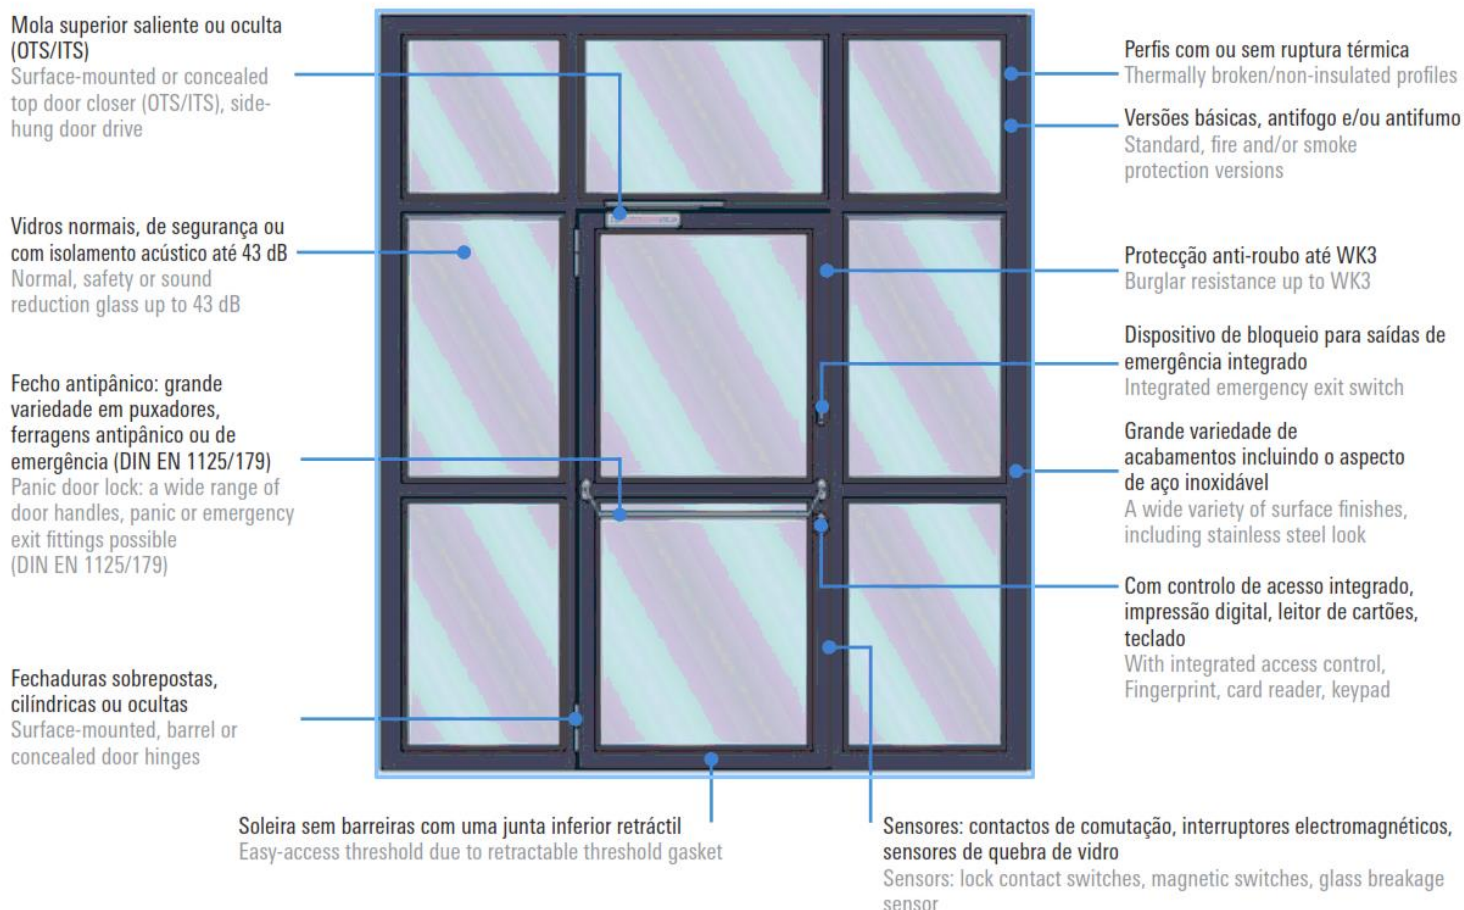 Mola superior saliente ou oculta
(OTS/ITS)
Surface-mounted or concealed
top door closer (OTS/ITS), side-
hung door drive
Vidros normais, de segurança ou
com isolamento acústico até 43 dB
Normal, safety or sound
reduction glass up to 43 dB
Fecho antipânico: grande
variedade em puxadores,
ferragens antipânico ou de
emergência (DIN EN 1125/179)
Panic door lock: a wide range of
door handles, panic or emergency
exit fittings possible
(DIN EN 1125/179)
Fechaduras sobrepostas,
cilíndricas ou ocultas
Surface-mounted, barrel or
concealed door hinges
Perfis com ou sem ruptura térmica
Thermally broken/non-insulated profiles
Versões básicas, antifogo e/ou antifumo
Standard, fire and/or smoke
protection versions
Protecção anti-roubo até WK3
Burglar resistance up to WK3
Dispositivo de bloqueio para saídas de
emergência integrado
Integrated emergency exit switch
Grande variedade de
acabamentos incluindo o aspecto
de aço inoxidável
A wide variety of surface finishes,
including stainless steel look
Com controlo de acesso integrado,
impressão digital, leitor de cartões,
teclado
With integrated access control,
Fingerprint, card reader, keypad
Soleira sem barreiras com uma junta inferior retráctil
Easy-access threshold due to retractable threshold gasket
Sensores: contactos de comutação, interruptores electromagnéticos,
sensores de quebra de vidro
Sensors: lock contact switches, magnetic switches, glass breakage
sensor